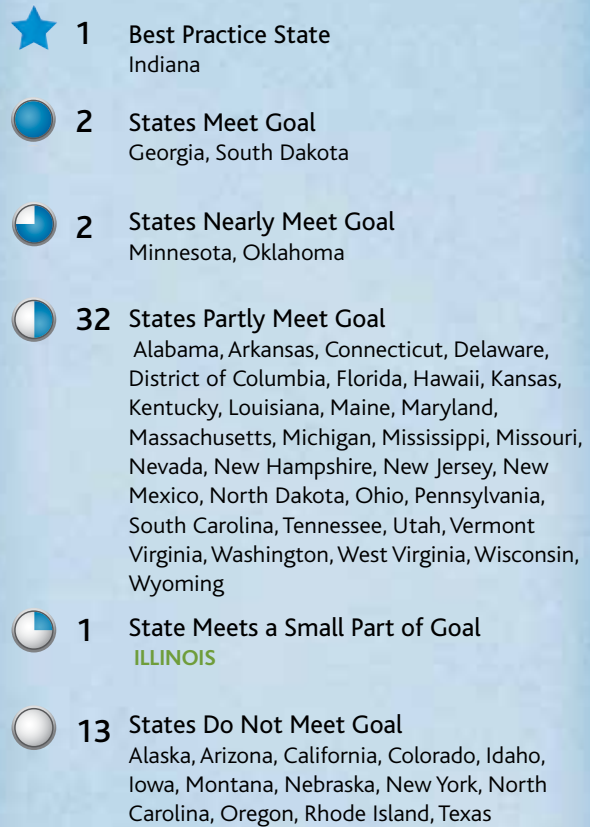 1 Best Practice State
Indiana
2 States Meet Goal
Georgia, South Dakota
2 States Nearly Meet Goal
Minnesota, Oklahoma
32 States Partly Meet Goal
Alabama, Arkansas, Connecticut, Delaware,
District of Columbia, Florida, Hawaii, Kansas,
Kentucky, Louisiana, Maine, Maryland,
Massachusetts, Michigan, Mississippi, Missouri,
Nevada, New Hampshire, New Jersey, New
Mexico, North Dakota, Ohio, Pennsylvania,
South Carolina, Tennessee, Utah, Vermont
Virginia, Washington, West Virginia, Wisconsin,
Wyoming
1 State Meets a Small Part of Goal
ILLINOIS
13 States Do Not Meet Goal
Alaska, Arizona, California, Colorado, Idaho,
Iowa, Montana, Nebraska, New York, North
Carolina, Oregon, Rhode Island, Texas